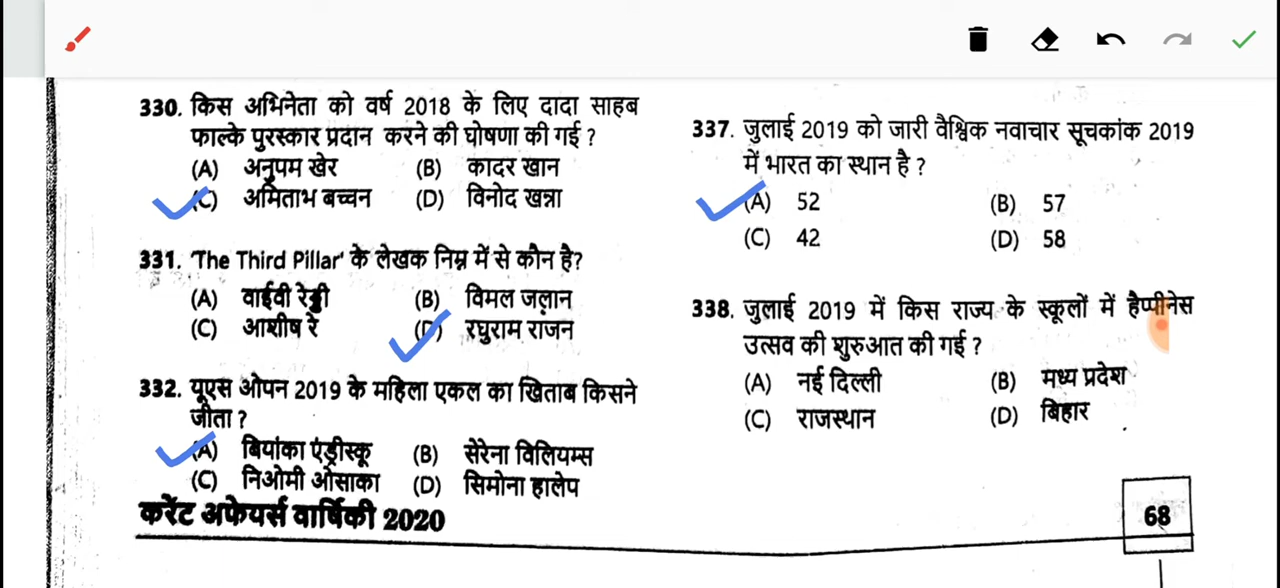 330. किस अभिनेता को वर्ष 2018 के लिए दादा साहब
फाल्के पुरस्कार प्रदान करने की घोषणा की गई ?
(A) अनुपम खेर (B) कादर खान
(C) अमिताभ बच्चन (D) विनोद खन्ना
331. 'The Third Pillar' के लेखक निम्न में से कौन है?
(A) वाईवी रेड्डी (B) विमल जलान
(C) आशीष रे (D) रघुराम राजन
332. यूएस ओपन 2019 के महिला एकल का खिताब किसने
जीता ?
(A) बियांका एंड्रीस्कू (B) सेरेना विलियम्स
(C) निओमी ओसाका (D) सिमोना हालेप
करेंट अफेयर्स वार्षिकी 2020
337. जुलाई 2019 को जारी वैश्विक नवाचार सूचकांक 2019
में भारत का स्थान है ?
(A) 52 (B) 57
(C) 42 (D) 58
338. जुलाई 2019 में किस राज्य के स्कूलों में हैप्पीनेस
उत्सव की शुरुआत की गई ?
(A) नई दिल्ली (B) मध्य प्रदेश
(C) राजस्थान (D) बिहार
68